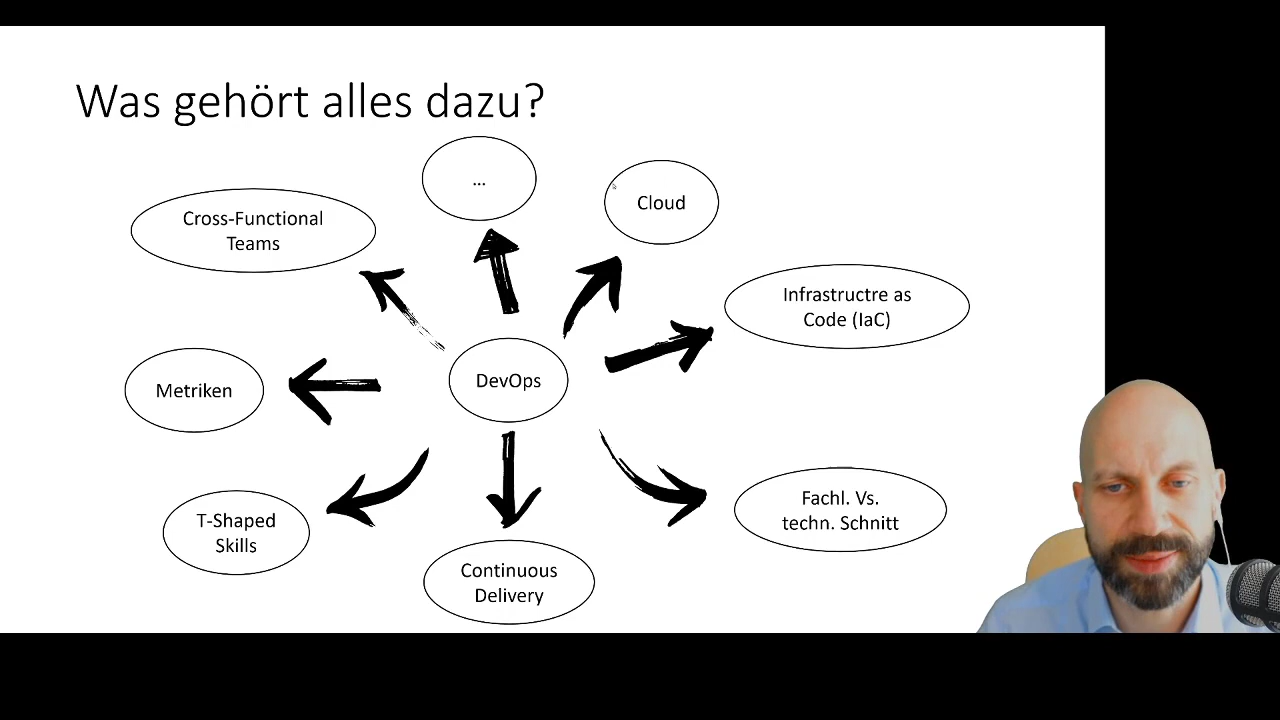 Was gehört alles dazu?
...
Cloud
Cross-Functional
Teams
Infrastructre as
Code (IaC)
Metriken
DevOps
T-Shaped
Skills
Fachl. Vs.
techn. Schnitt
Continuous
Delivery